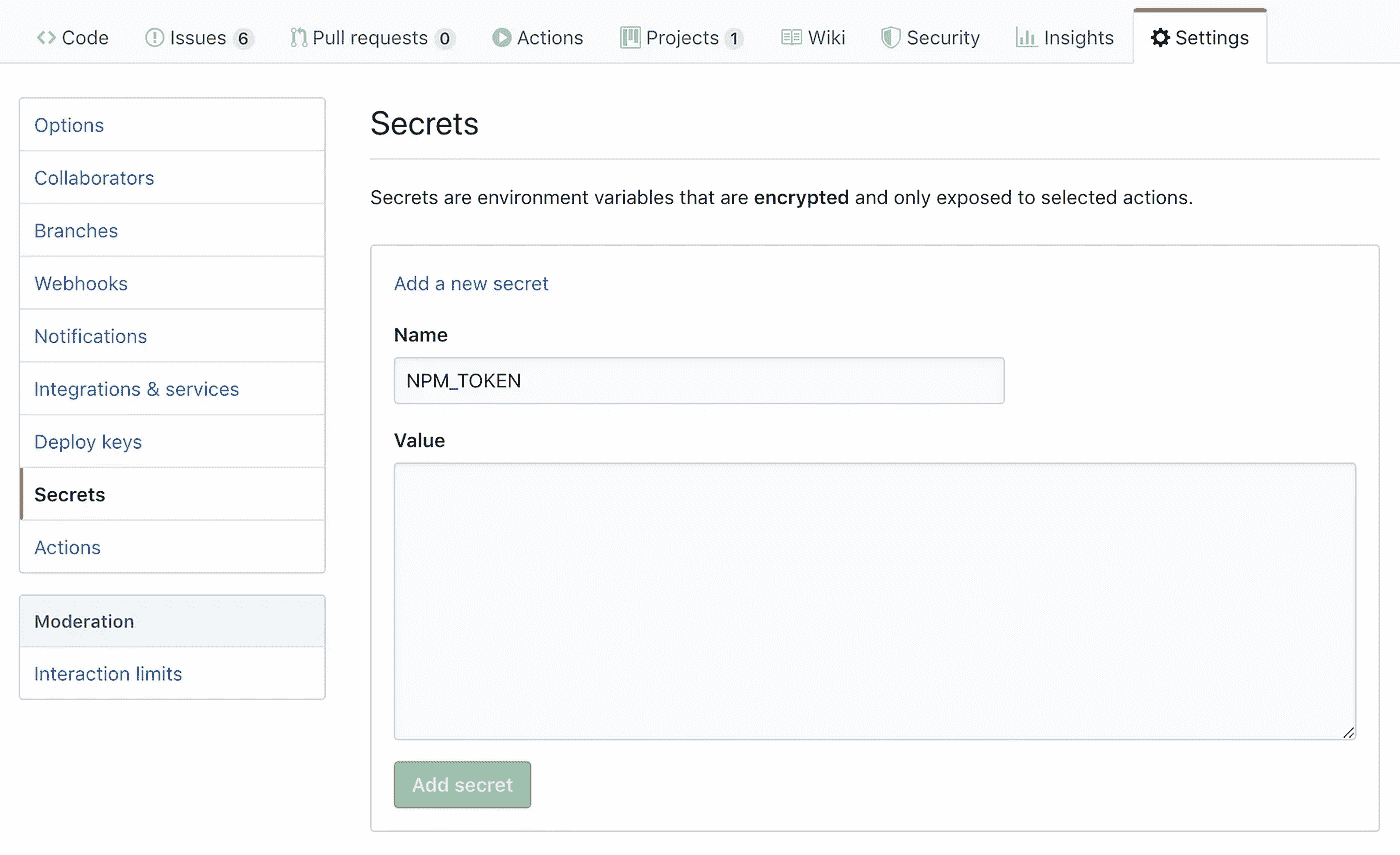 Code Issues 6 Pull requests 0 Actions Projects 1 Wiki Security Insights Settings
Options
Collaborators
Branches
Webhooks
Notifications
Integrations & services
Deploy keys
Secrets
Actions
Moderation
Interaction limits
Secrets
Secrets are environment variables that are encrypted and only exposed to selected actions.
Add a new secret
Name
NPM_TOKEN
Value
Add secret